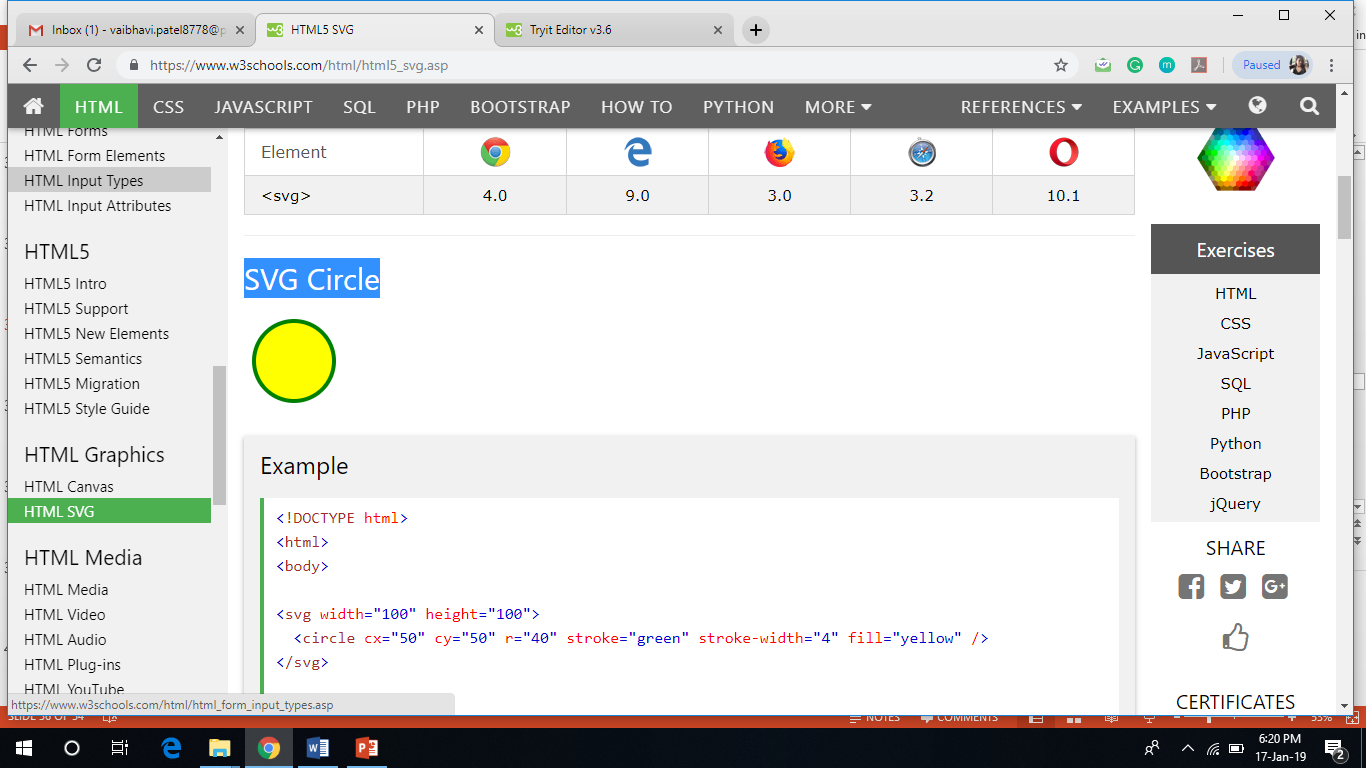 Inbox (1) - vaibhavi.patel8778@p
HTML5 SVG
Tryit Editor v3.6
https://www.w3schools.com/html/html5_svg.asp
Paused
HTML CSS JAVASCRIPT SQL PHP BOOTSTRAP HOW TO PYTHON MORE REFERENCES EXAMPLES
HTML Forms
HTML Form Elements
HTML Input Types
HTML Input Attributes
HTML5
HTML5 Intro
HTML5 Support
HTML5 New Elements
HTML5 Semantics
HTML5 Migration
HTML5 Style Guide
HTML Graphics
HTML Canvas
HTML SVG
HTML Media
HTML Media
HTML Video
HTML Audio
HTML Plug-ins
HTML YouTube
Element
<svg> 4.0 9.0 3.0 3.2 10.1
SVG Circle
Example
<!DOCTYPE html>
<html>
<body>
<svg width="100" height="100">
<circle cx="50" cy="50" r="40" stroke="green" stroke-width="4" fill="yellow" />
</svg>
Exercises
HTML
CSS
JavaScript
SQL
PHP
Python
Bootstrap
jQuery
SHARE
CERTIFICATES
https://www.w3schools.com/html/html_form_input_types.asp
NOTES COMMENTS 53%
6:20 PM
17-Jan-19
2